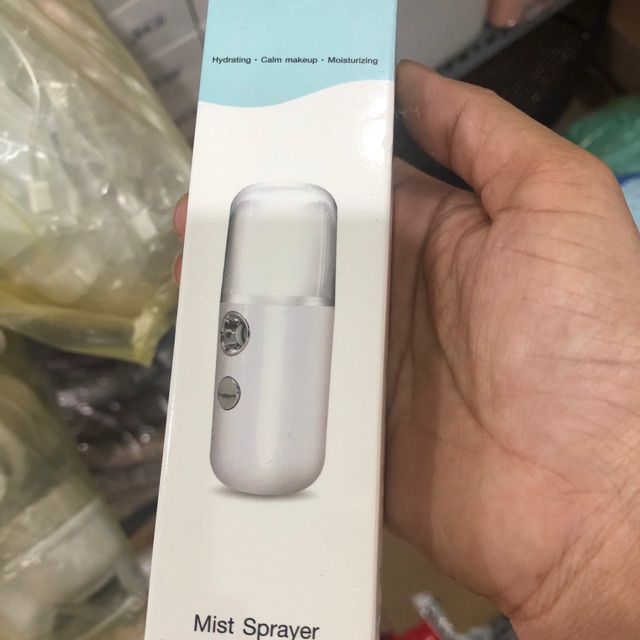 Hydrating · Calm makeup · Moisturizing
Mist Sprayer